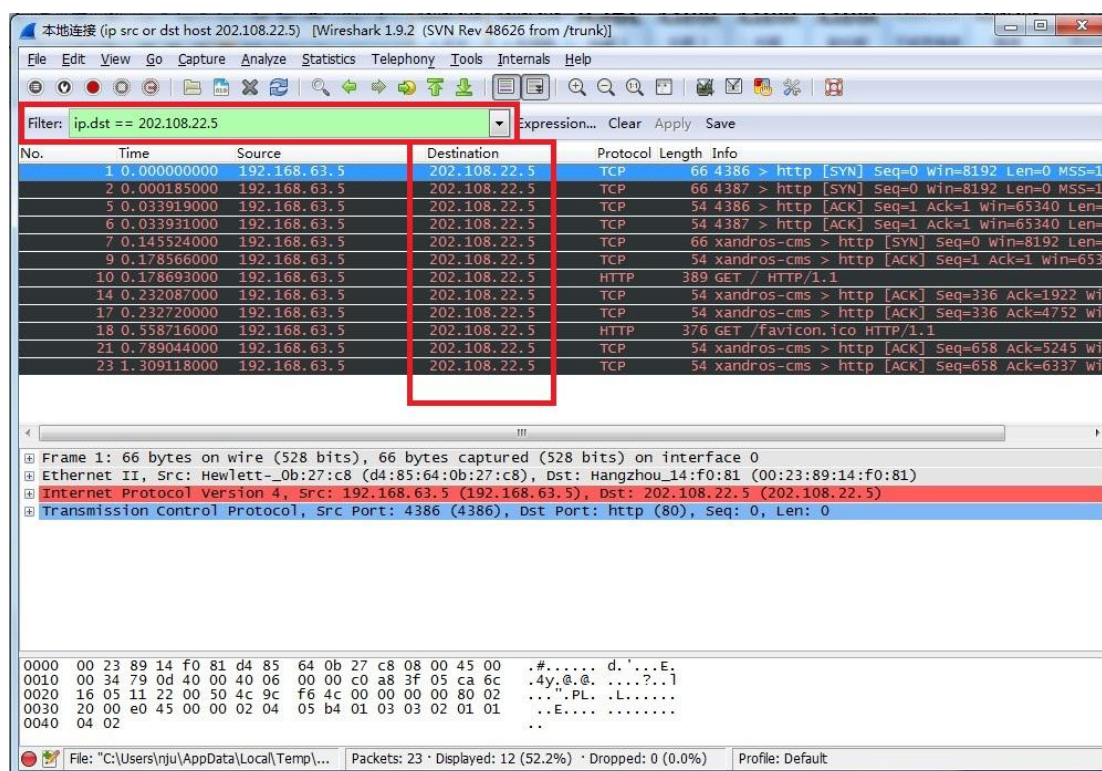 本地连接 (ip src or dst host 202.108.22.5) [Wireshark 1.9.2 (SVN Rev 48626 from /trunk)]
File Edit View Go Capture Analyze Statistics Telephony Tools Internals Help
Filter: ip.dst == 202.108.22.5 Expression... Clear Apply Save
No. Time Source Destination Protocol Length Info
1 0.000000000 192.168.63.5 202.108.22.5 TCP 66 4386 > http [SYN] Seq=0 Win=8192 Len=0 MSS=1
2 0.000185000 192.168.63.5 202.108.22.5 TCP 66 4387 > http [SYN] Seq=0 Win=8192 Len=0 MSS=1
5 0.033919000 192.168.63.5 202.108.22.5 TCP 54 4386 > http [ACK] Seq=1 Ack=1 Win=65340 Len=
6 0.033931000 192.168.63.5 202.108.22.5 TCP 54 4387 > http [ACK] Seq=1 Ack=1 Win=65340 Len=
7 0.145524000 192.168.63.5 202.108.22.5 TCP 66 xandros-cms > http [SYN] Seq=0 Win=8192 Len=
9 0.178566000 192.168.63.5 202.108.22.5 TCP 54 xandros-cms > http [ACK] Seq=1 Ack=1 Win=653
10 0.178693000 192.168.63.5 202.108.22.5 HTTP 389 GET / HTTP/1.1
14 0.232087000 192.168.63.5 202.108.22.5 TCP 54 xandros-cms > http [ACK] Seq=336 Ack=1922 Wi
17 0.232720000 192.168.63.5 202.108.22.5 TCP 54 xandros-cms > http [ACK] Seq=336 Ack=4752 Wi
18 0.558716000 192.168.63.5 202.108.22.5 HTTP 376 GET /favicon.ico HTTP/1.1
21 0.789044000 192.168.63.5 202.108.22.5 TCP 54 xandros-cms > http [ACK] Seq=658 Ack=5245 Wi
23 1.309118000 192.168.63.5 202.108.22.5 TCP 54 xandros-cms > http [ACK] Seq=658 Ack=6337 Wi
Frame 1: 66 bytes on wire (528 bits), 66 bytes captured (528 bits) on interface 0
Ethernet II, Src: Hewlett-_0b:27:c8 (d4:85:64:0b:27:c8), Dst: Hangzhou_14:f0:81 (00:23:89:14:f0:81)
Internet Protocol Version 4, Src: 192.168.63.5 (192.168.63.5), Dst: 202.108.22.5 (202.108.22.5)
Transmission Control Protocol, Src Port: 4386 (4386), Dst Port: http (80), Seq: 0, Len: 0
0000 00 23 89 14 f0 81 d4 85 64 0b 27 c8 08 00 45 00 .#...... d.'...E.
0010 00 34 79 0d 40 00 40 06 00 00 c0 a8 3f 05 ca 6c .4y.@.@. ....?..l
0020 16 05 11 22 00 50 4c 9c f6 4c 00 00 00 00 80 02 ...".PL. .L......
0030 20 00 e0 45 00 00 02 04 05 b4 01 03 03 02 01 01 ..E.... ........
0040 04 02 ..
File: "C:\Users\nju\AppData\Local\Temp\... Packets: 23 · Displayed: 12 (52.2%) · Dropped: 0 (0.0%) Profile: Default